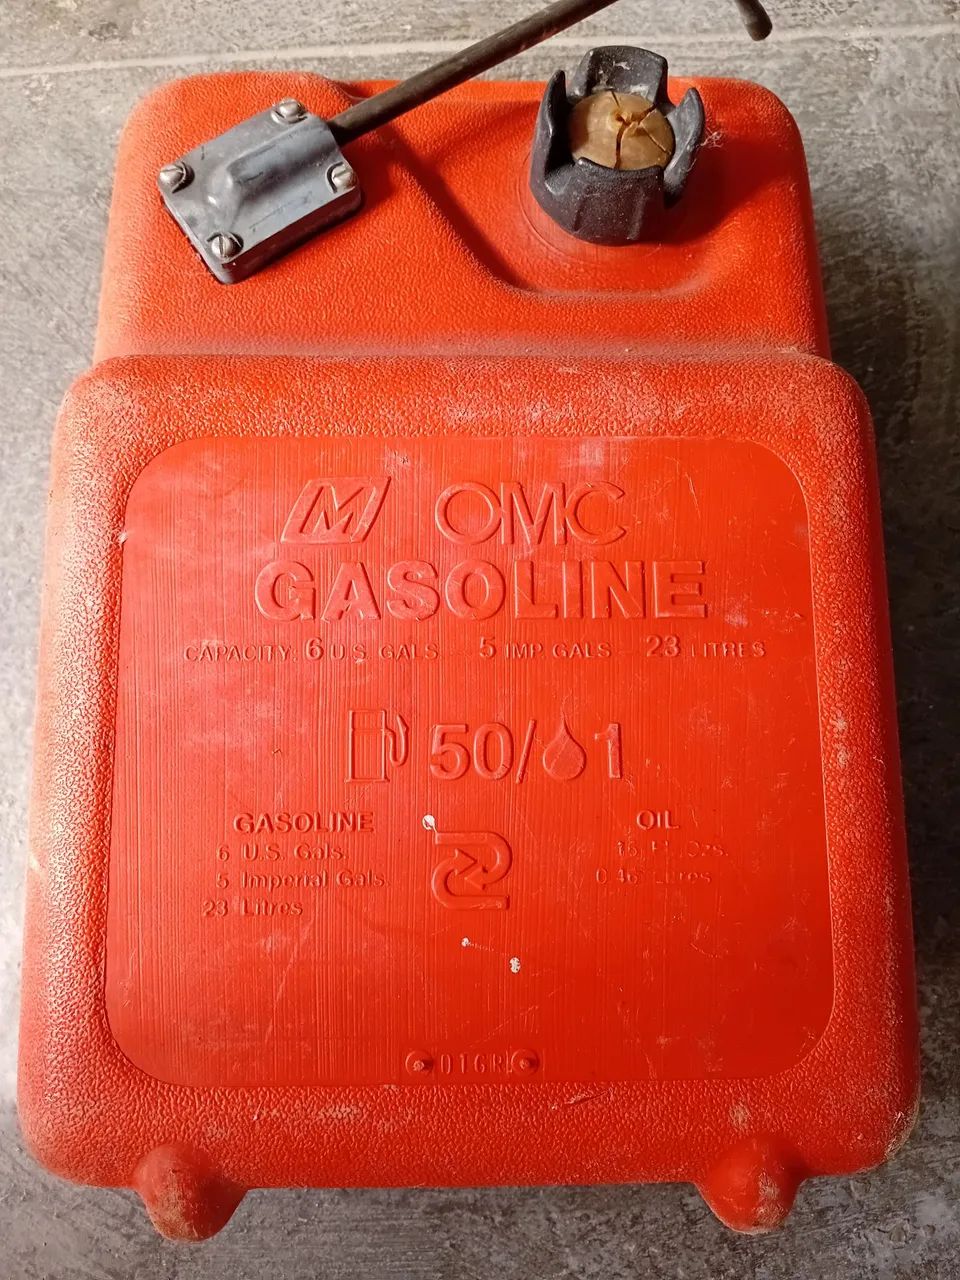 M OMC
GASOLINE
CAPACITY 6 U.S. GALS 5 IMP. GALS 23 LITRES
50/1
GASOLINE OIL
6 U.S. Gals.
5 Imperial Gals.
23 Litres